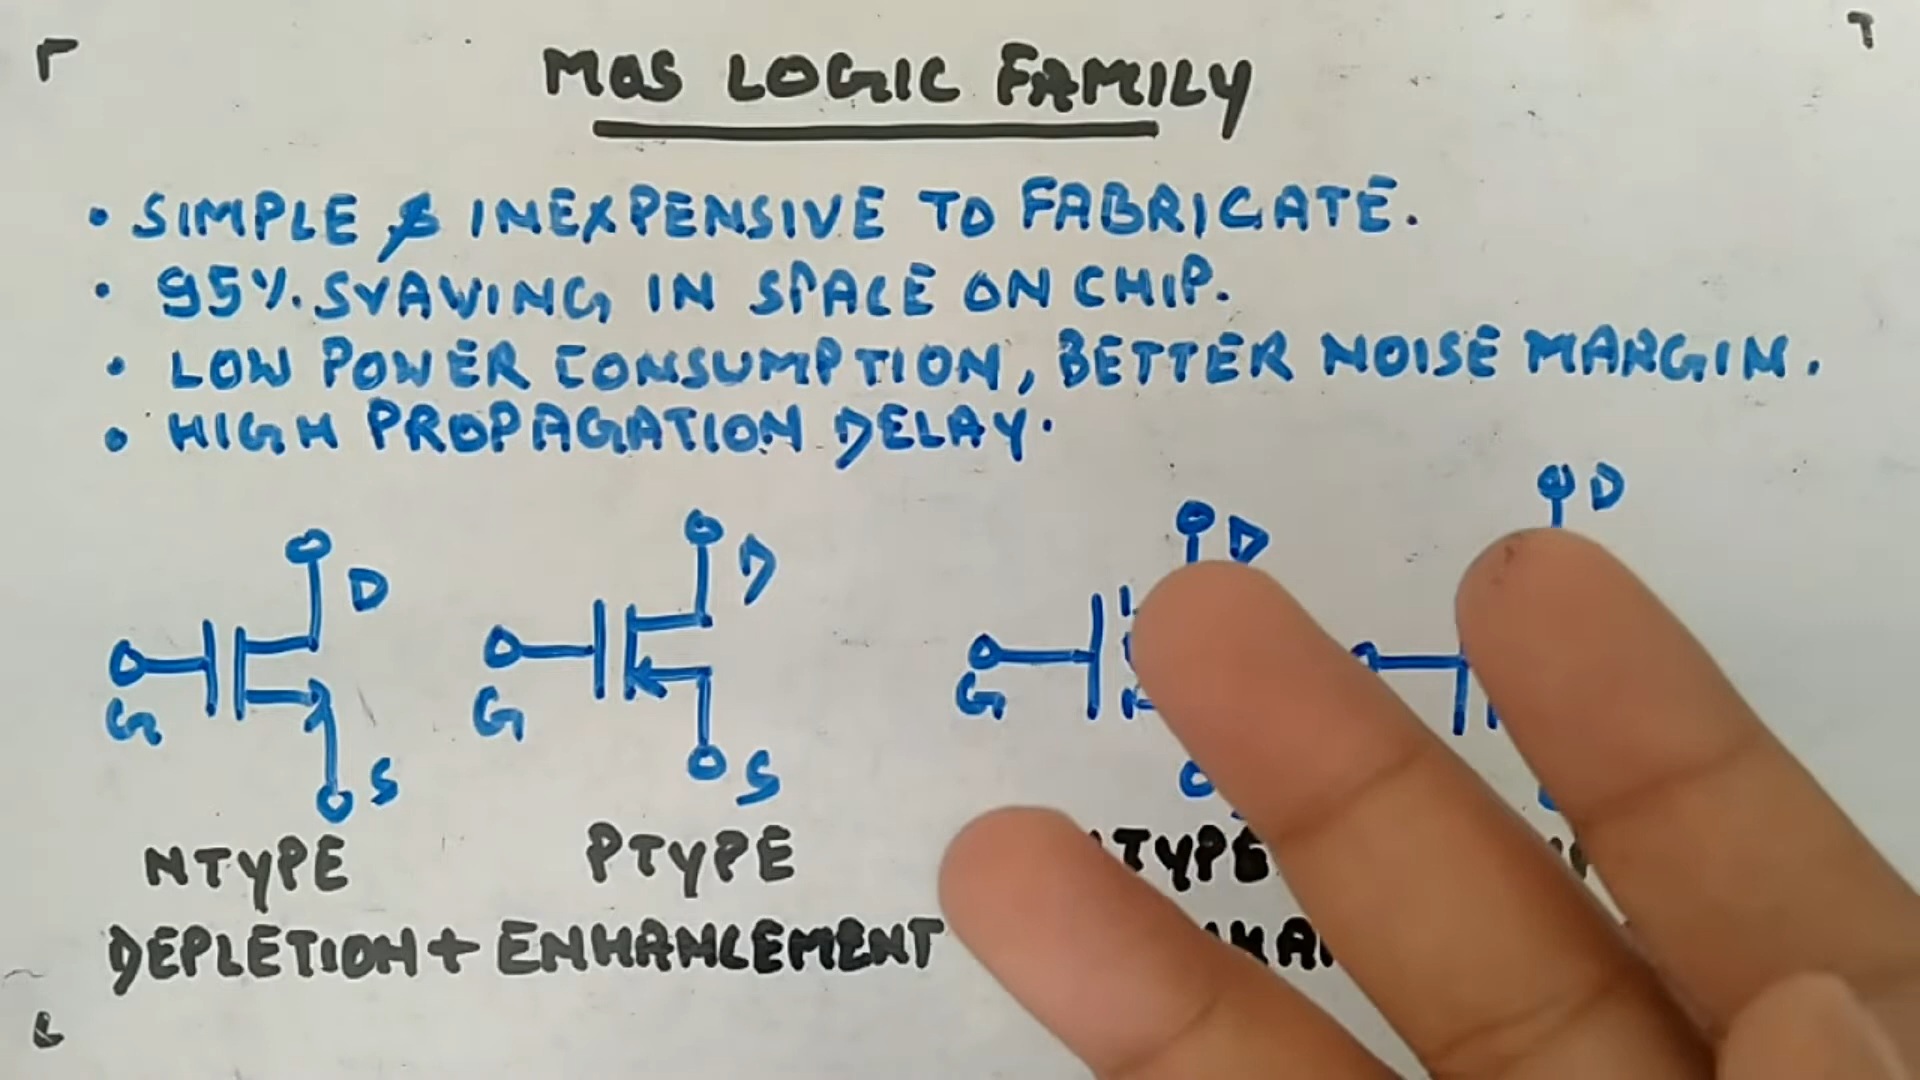 MOS LOGIC FAMILY
• SIMPLE & INEXPENSIVE TO FABRICATE.
• 95% SVAVING IN SPACE ON CHIP.
• LOW POWER CONSUMPTION, BETTER NOISE MARGIN.
• HIGH PROPAGATION DELAY.
D D D D
G G G
S S
NTYPE PTYPE
DEPLETION + ENHANCEMENT